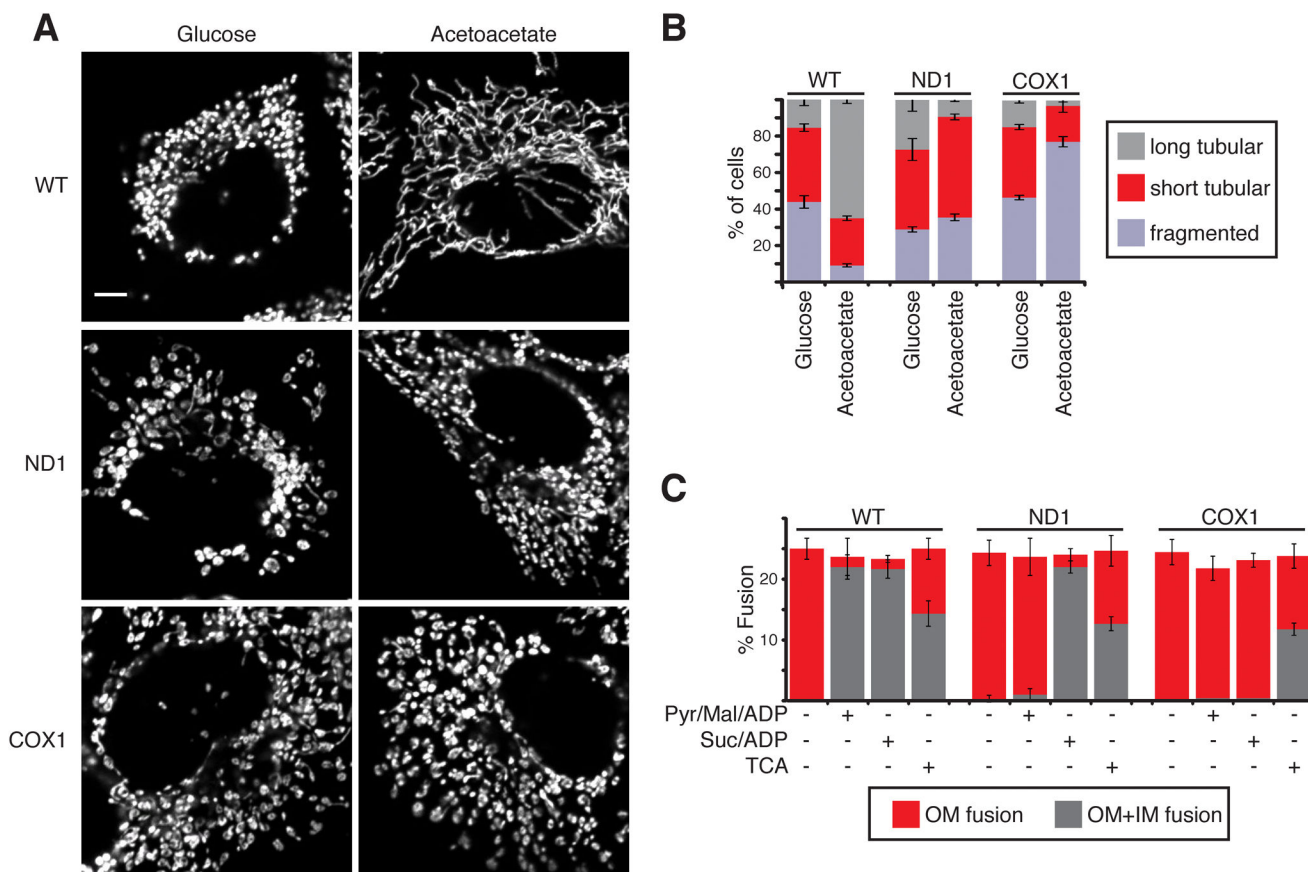 A
Glucose Acetoacetate
WT
ND1
COX1
B
WT ND1 COX1
% of cells
80
60
40
20
Glucose
Acetoacetate
Glucose
Acetoacetate
Glucose
Acetoacetate
long tubular
short tubular
fragmented
C
WT ND1 COX1
% Fusion
20
10
Pyr/Mal/ADP - + - - - + - - - + - -
Suc/ADP - - + - - - + - - - + -
TCA - - - + - - - + - - - +
OM fusion OM+IM fusion